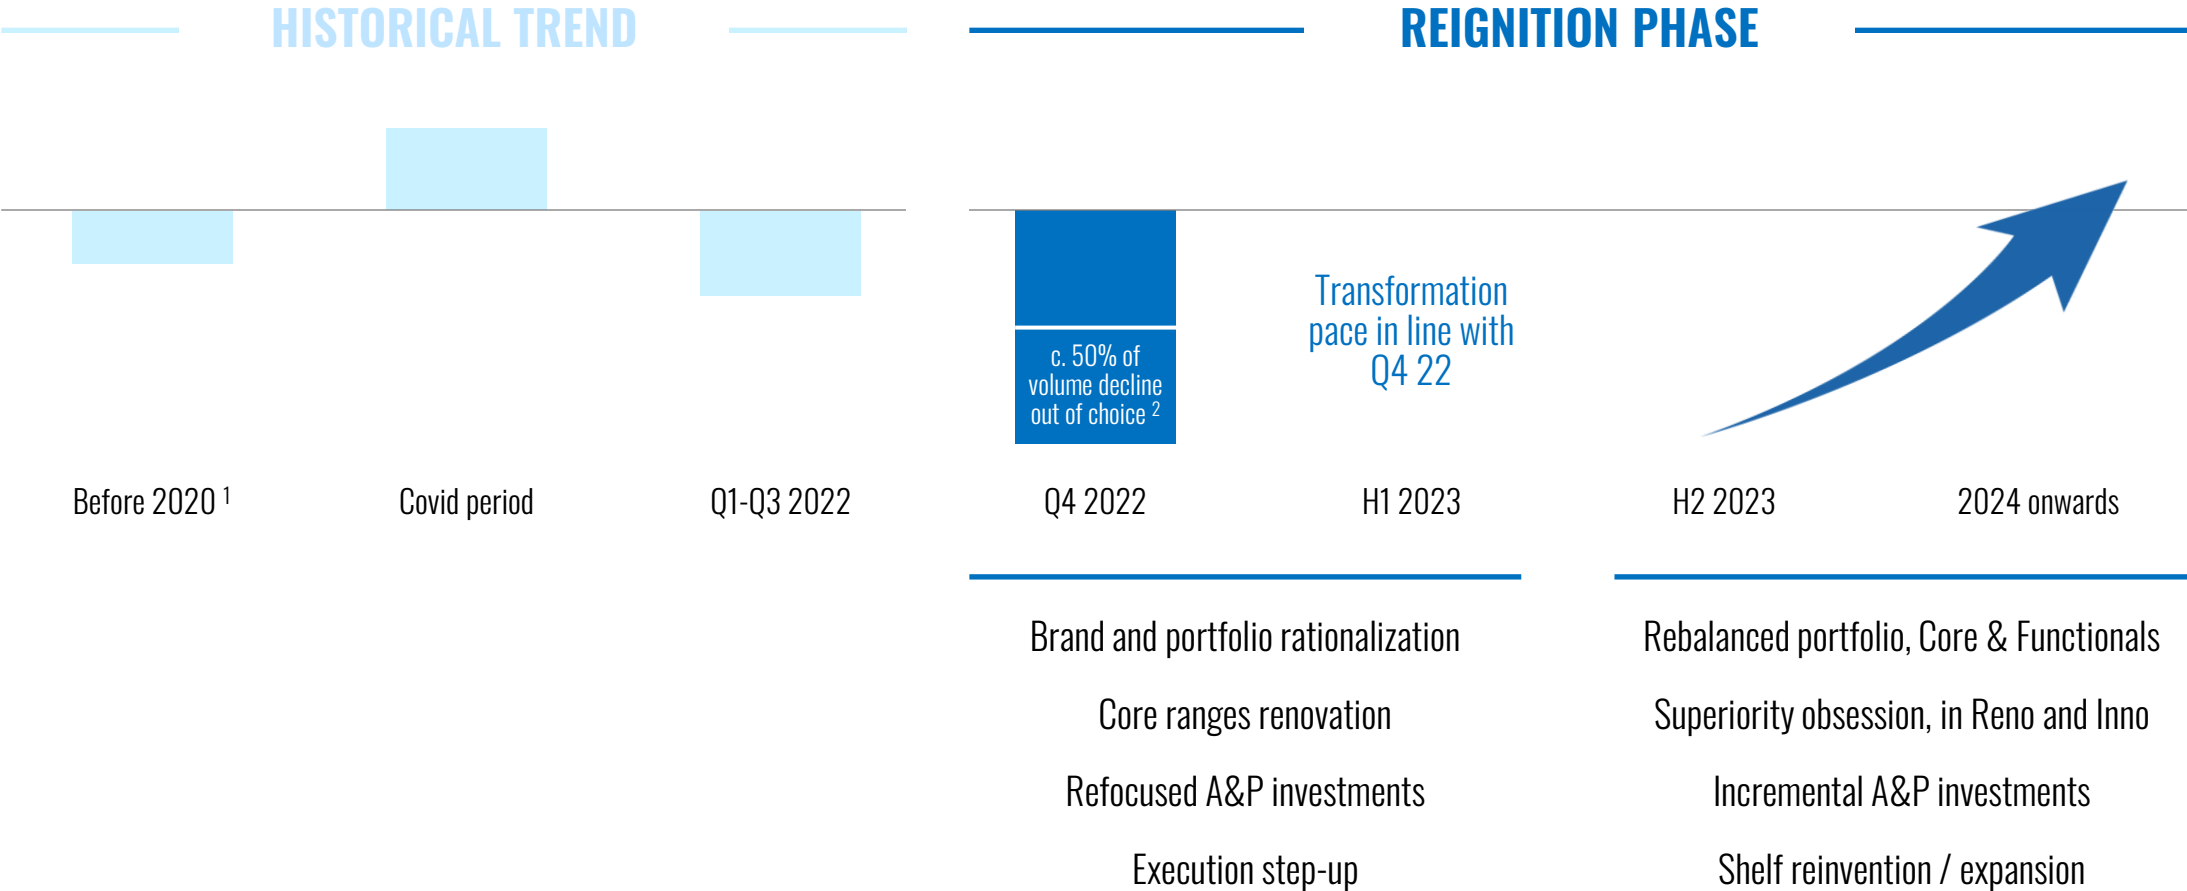 HISTORICAL TREND
REIGNITION PHASE
c. 50% of
volume decline
out of choice 2
Transformation
pace in line with
Q4 22
Before 2020 1
Covid period
Q1-Q3 2022
Q4 2022
H1 2023
H2 2023
2024 onwards
Brand and portfolio rationalization
Core ranges renovation
Refocused A&P investments
Execution step-up
Rebalanced portfolio, Core & Functionals
Superiority obsession, in Reno and Inno
Incremental A&P investments
Shelf reinvention / expansion